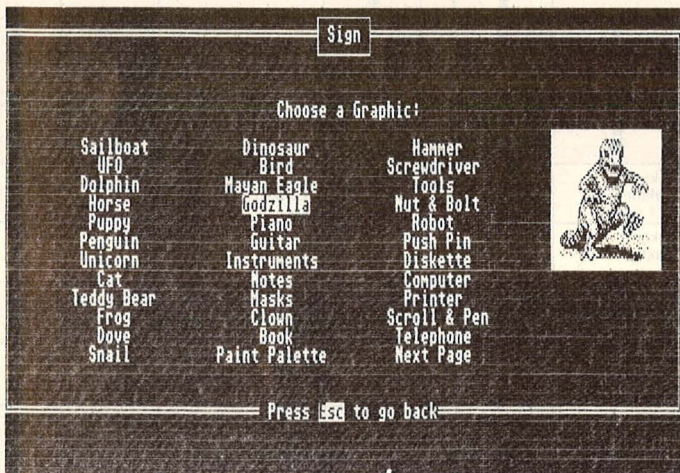 Sign
Choose a Graphic:
Sailboat Dinosaur Hammer
UFO Bird Screwdriver
Dolphin Mayan Eagle Tools
Horse Godzilla Nut & Bolt
Puppy Piano Robot
Penguin Guitar Push Pin
Unicorn Instruments Diskette
Cat Notes Computer
Teddy Bear Masks Printer
Frog Clown Scroll & Pen
Dove Book Telephone
Snail Paint Palette Next Page
Press Esc to go back